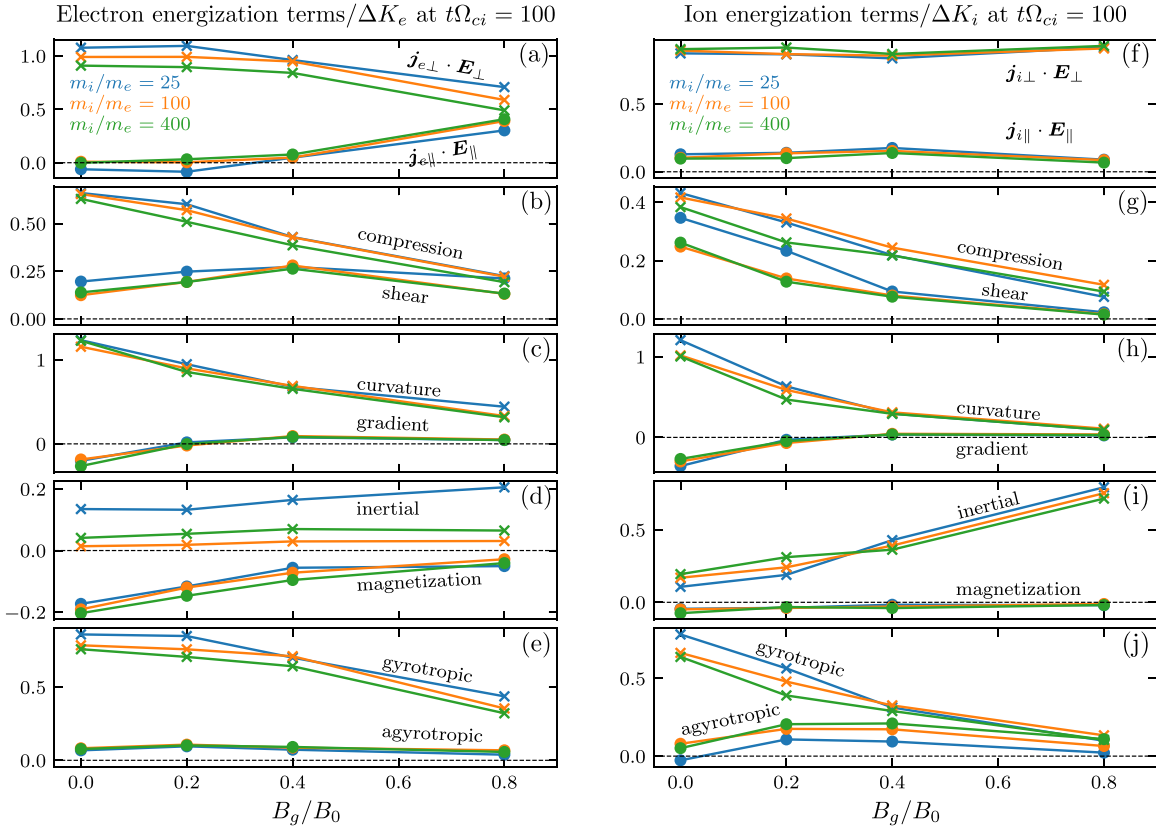 Electron energization terms/ΔK_e at tΩ_ci = 100
Ion energization terms/ΔK_i at tΩ_ci = 100
1.0
0.5
0.0
(a)
j_e⊥ · E_⊥
m_i/m_e = 25
m_i/m_e = 100
m_i/m_e = 400
j_e∥ · E_∥
0.50
0.25
0.00
(b)
compression
shear
1
0
(c)
curvature
gradient
0.2
0.0
−0.2
(d)
inertial
magnetization
0.5
0.0
(e)
gyrotropic
agyrotropic
0.0
0.2
0.4
0.6
0.8
B_g/B_0
0.5
0.0
(f)
j_i⊥ · E_⊥
m_i/m_e = 25
m_i/m_e = 100
m_i/m_e = 400
j_i∥ · E_∥
0.4
0.2
0.0
(g)
compression
shear
1
0
(h)
curvature
gradient
0.5
0.0
(i)
inertial
magnetization
0.5
0.0
(j)
gyrotropic
agyrotropic
0.0
0.2
0.4
0.6
0.8
B_g/B_0